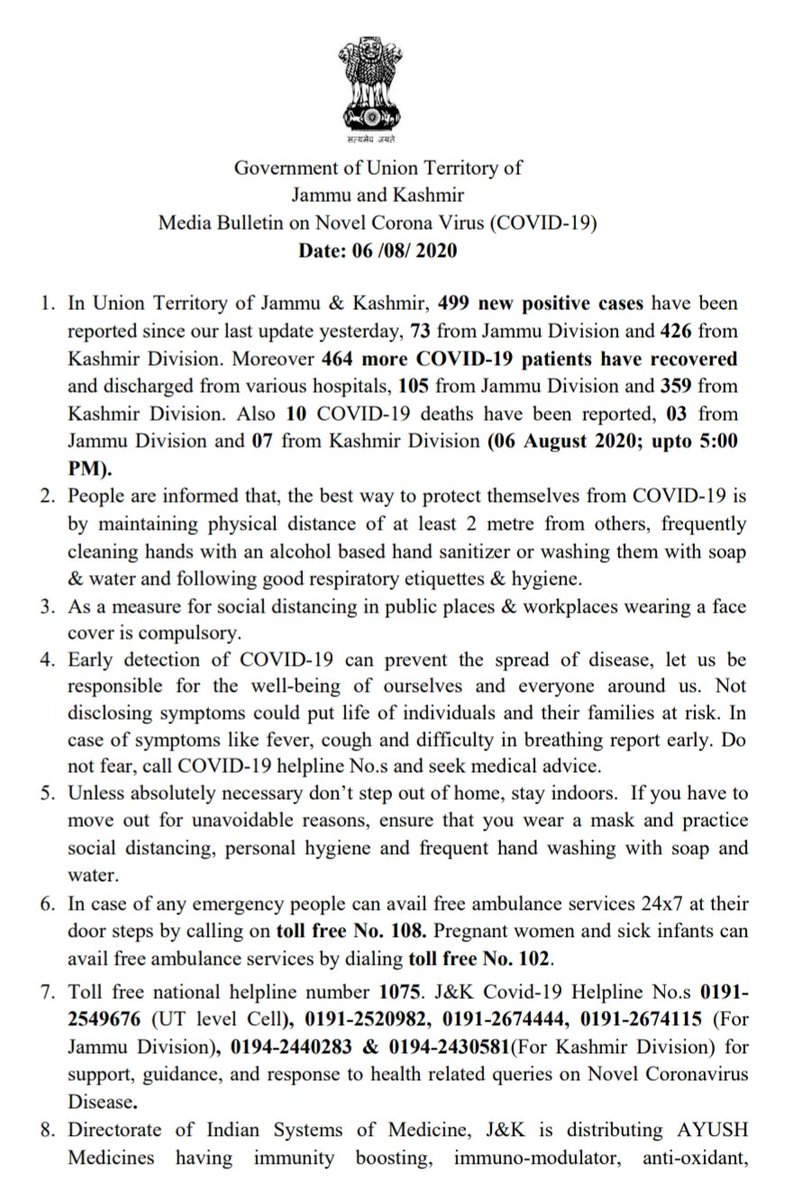 सत्यमेव जयते
Government of Union Territory of
Jammu and Kashmir
Media Bulletin on Novel Corona Virus (COVID-19)
Date: 06 /08/ 2020
1. In Union Territory of Jammu & Kashmir, 499 new positive cases have been
reported since our last update yesterday, 73 from Jammu Division and 426 from
Kashmir Division. Moreover 464 more COVID-19 patients have recovered
and discharged from various hospitals, 105 from Jammu Division and 359 from
Kashmir Division. Also 10 COVID-19 deaths have been reported, 03 from
Jammu Division and 07 from Kashmir Division (06 August 2020; upto 5:00
PM).
2. People are informed that, the best way to protect themselves from COVID-19 is
by maintaining physical distance of at least 2 metre from others, frequently
cleaning hands with an alcohol based hand sanitizer or washing them with soap
& water and following good respiratory etiquettes & hygiene.
3. As a measure for social distancing in public places & workplaces wearing a face
cover is compulsory.
4. Early detection of COVID-19 can prevent the spread of disease, let us be
responsible for the well-being of ourselves and everyone around us. Not
disclosing symptoms could put life of individuals and their families at risk. In
case of symptoms like fever, cough and difficulty in breathing report early. Do
not fear, call COVID-19 helpline No.s and seek medical advice.
5. Unless absolutely necessary don’t step out of home, stay indoors.  If you have to
move out for unavoidable reasons, ensure that you wear a mask and practice
social distancing, personal hygiene and frequent hand washing with soap and
water.
6. In case of any emergency people can avail free ambulance services 24x7 at their
door steps by calling on toll free No. 108. Pregnant women and sick infants can
avail free ambulance services by dialing toll free No. 102.
7. Toll free national helpline number 1075. J&K Covid-19 Helpline No.s 0191-
2549676 (UT level Cell), 0191-2520982, 0191-2674444, 0191-2674115 (For
Jammu Division), 0194-2440283 & 0194-2430581(For Kashmir Division) for
support, guidance, and response to health related queries on Novel Coronavirus
Disease.
8. Directorate of Indian Systems of Medicine, J&K is distributing AYUSH
Medicines having immunity boosting, immuno-modulator, anti-oxidant,